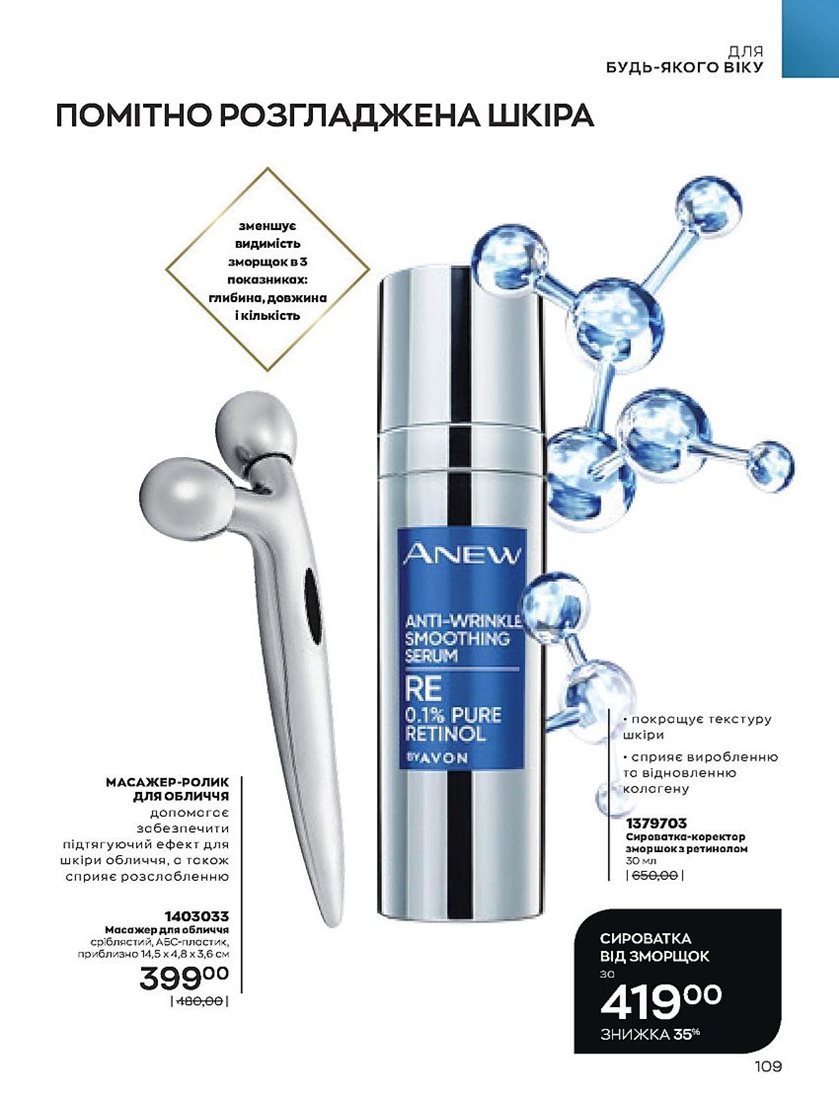 ДЛЯ
БУДЬ-ЯКОГО ВІКУ
ПОМІТНО РОЗГЛАДЖЕНА ШКІРА
зменшує
видимість
зморщок в 3
показниках:
глибина, довжина
і кількість
ANEW
ANTI-WRINKLE
SMOOTHING
SERUM
RE
0.1% PURE
RETINOL
BY AVON
• покращує текстуру
шкіри
• сприяє виробленню
та відновленню
колагену
1379703
Сироватка-коректор
зморшок з ретинолом
30 мл
| 650,00 |
МАСАЖЕР-РОЛИК
ДЛЯ ОБЛИЧЧЯ
допомагає
забезпечити
підтягуючий ефект для
шкіри обличчя, а також
сприяє розслабленню
1403033
Масажер для обличчя
сріблястий, АБС-пластик,
приблизно 14,5 х 4,8 х 3,6 см
399⁰⁰
| 480,00 |
СИРОВАТКА
ВІД ЗМОРЩОК
за
419⁰⁰
ЗНИЖКА 35%
109